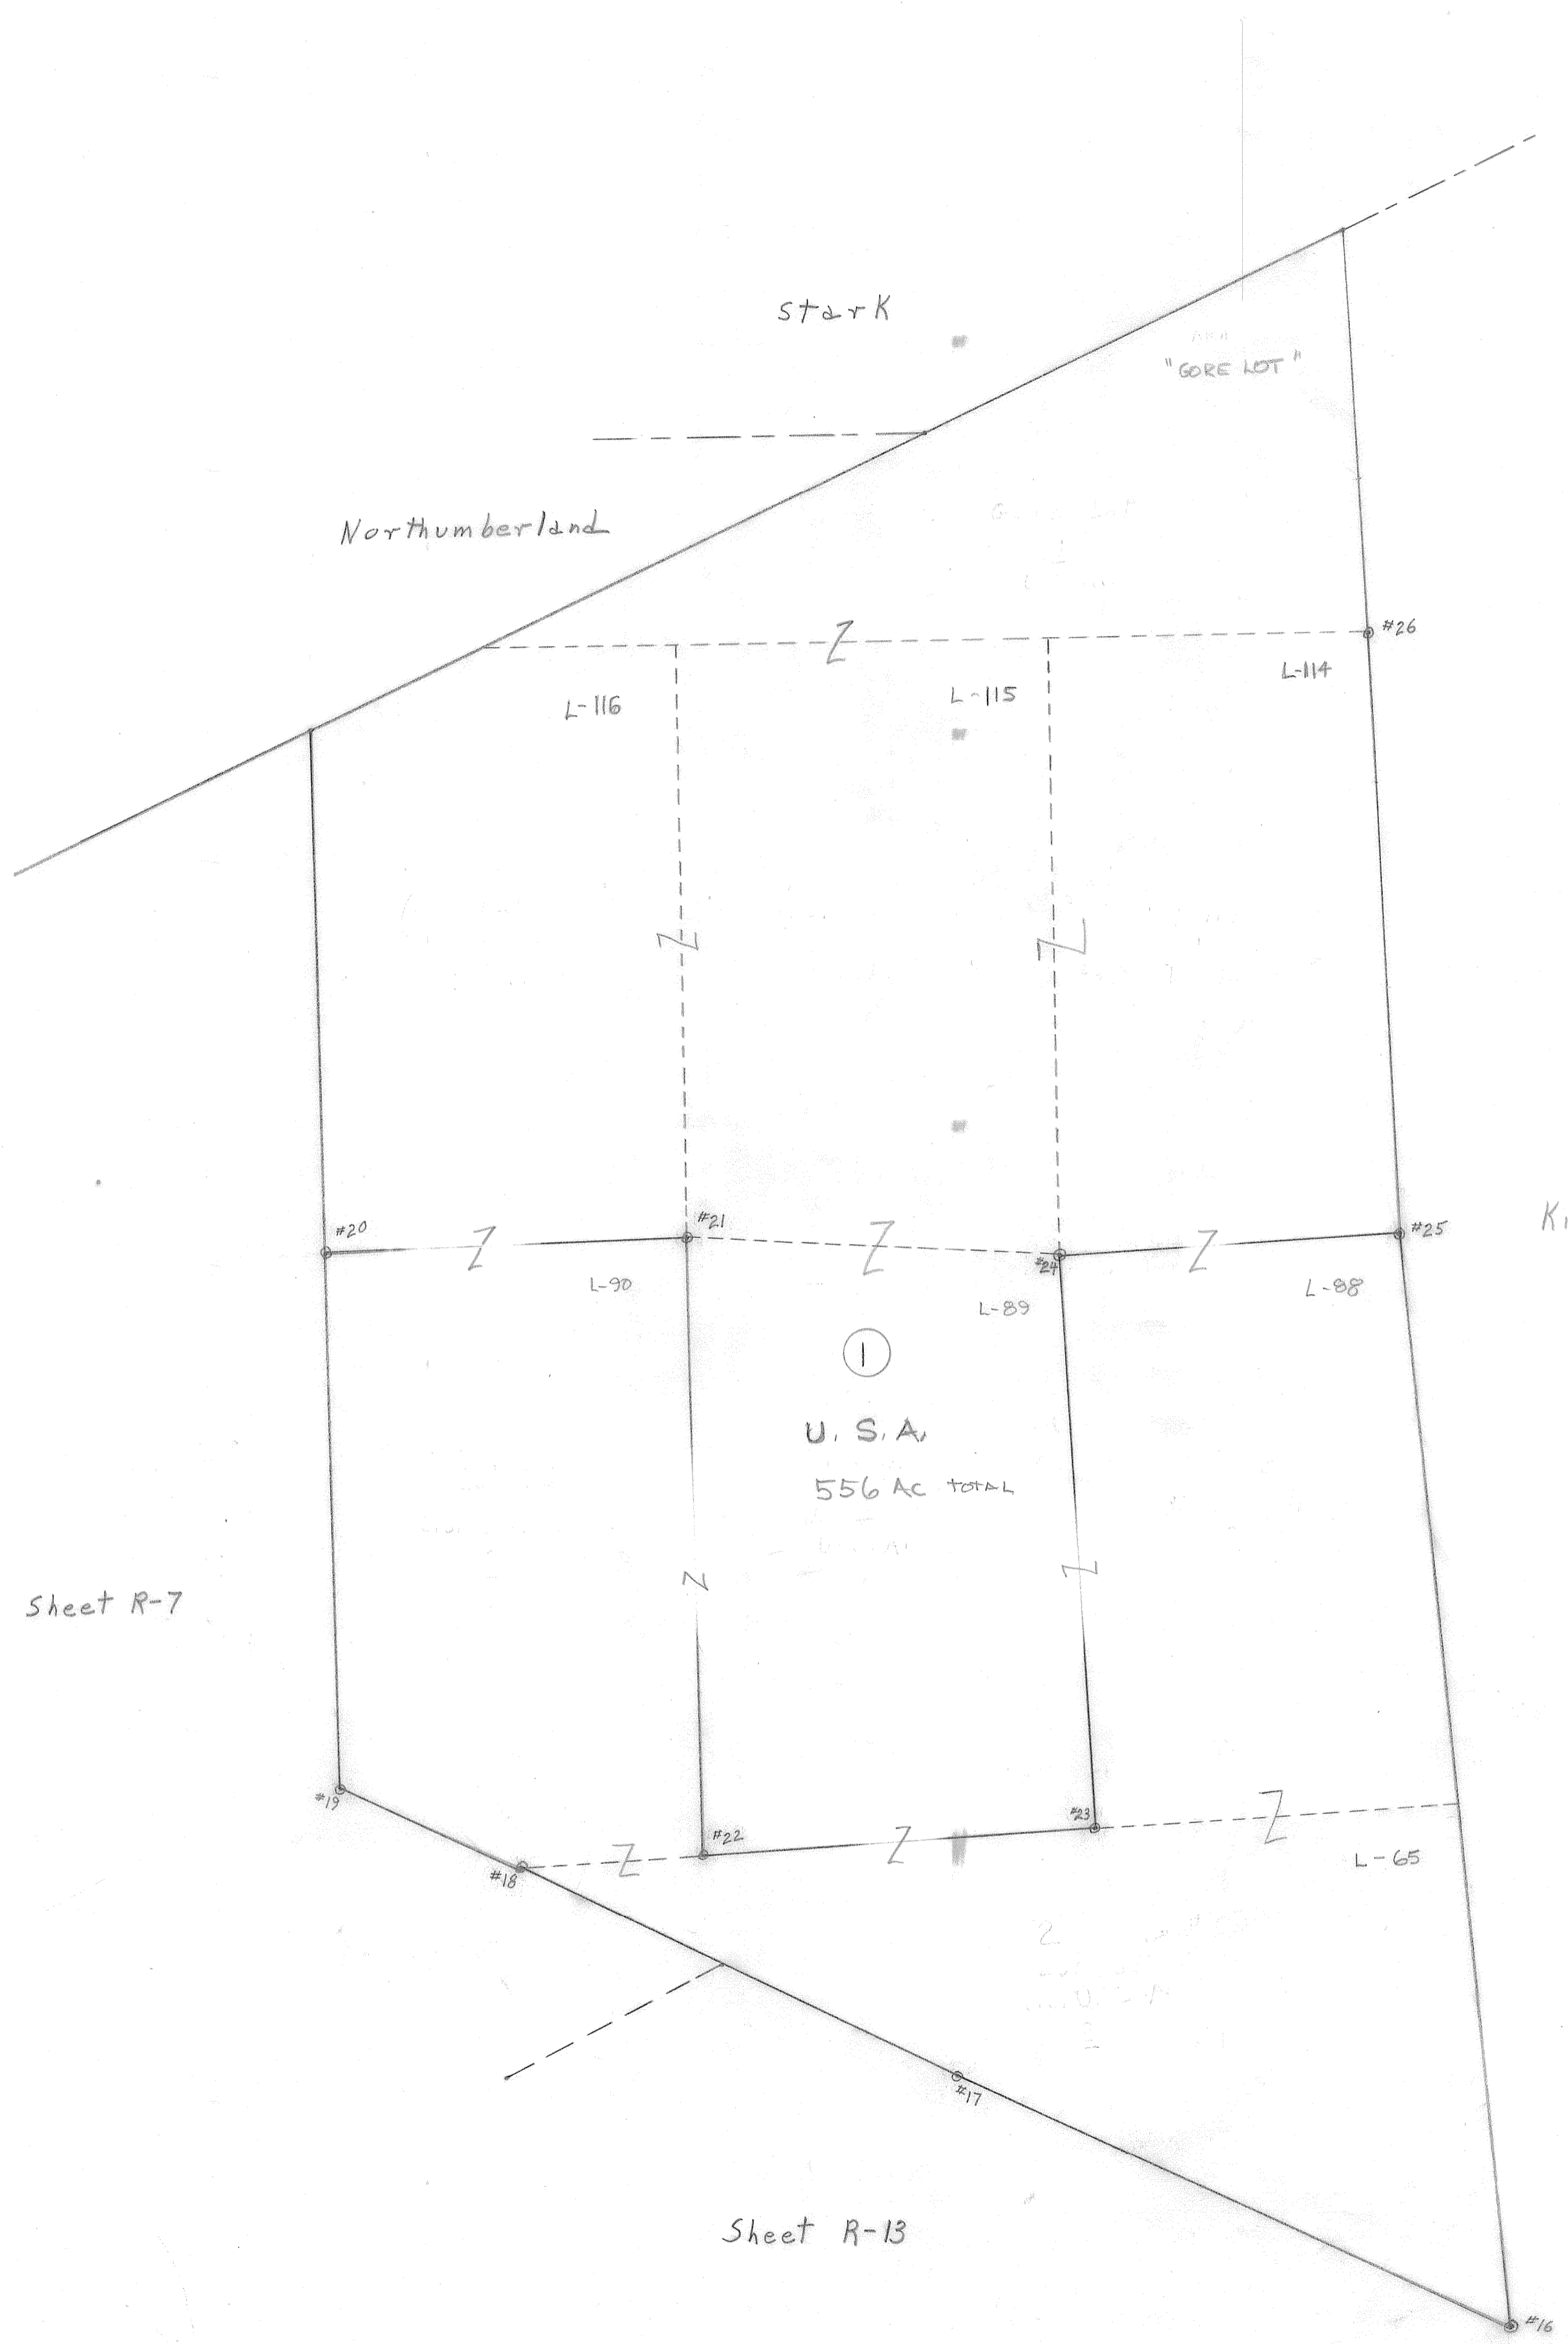 Stark
"GORE LOT"
Northumberland
#26
L-114
L-115
L-116
#20
#21
#24
#25
L-90
L-89
L-88
1
U.S.A.
556 AC TOTAL
Sheet R-7
#19
#18
#22
#23
L-65
#17
Sheet R-13
#16